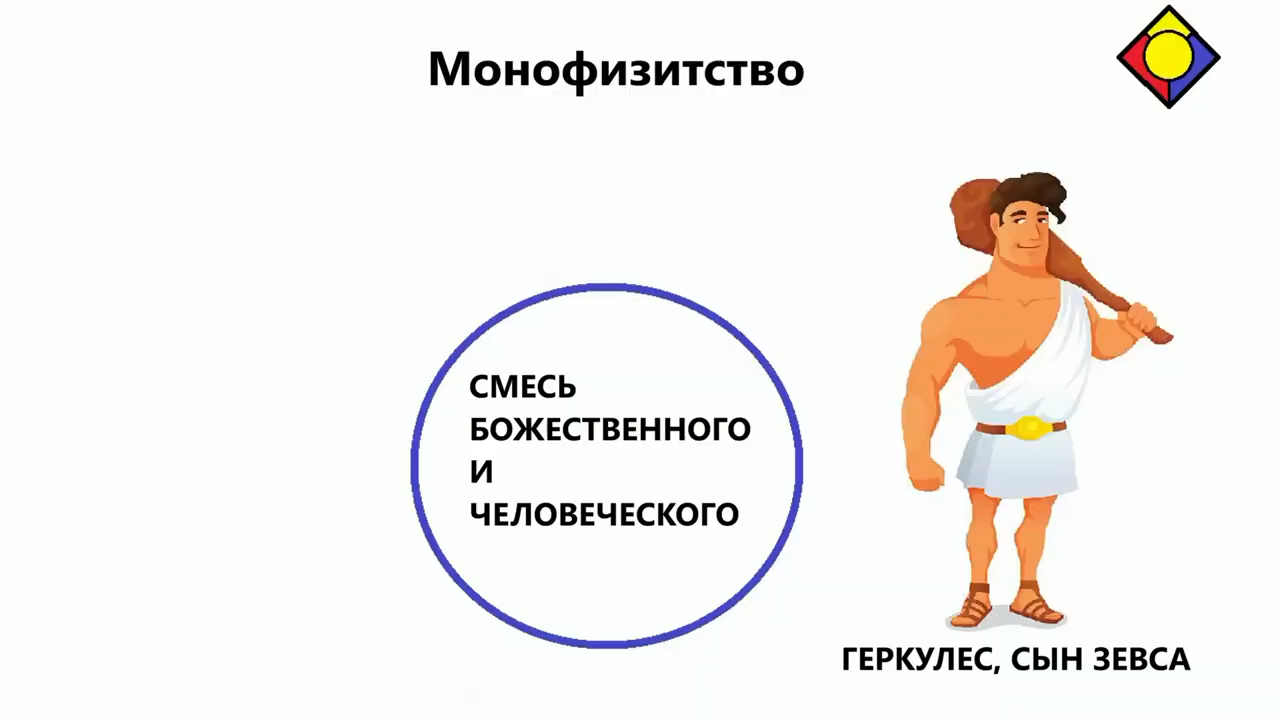 Монофизитство
СМЕСЬ
БОЖЕСТВЕННОГО
И
ЧЕЛОВЕЧЕСКОГО
ГЕРКУЛЕС, СЫН ЗЕВСА